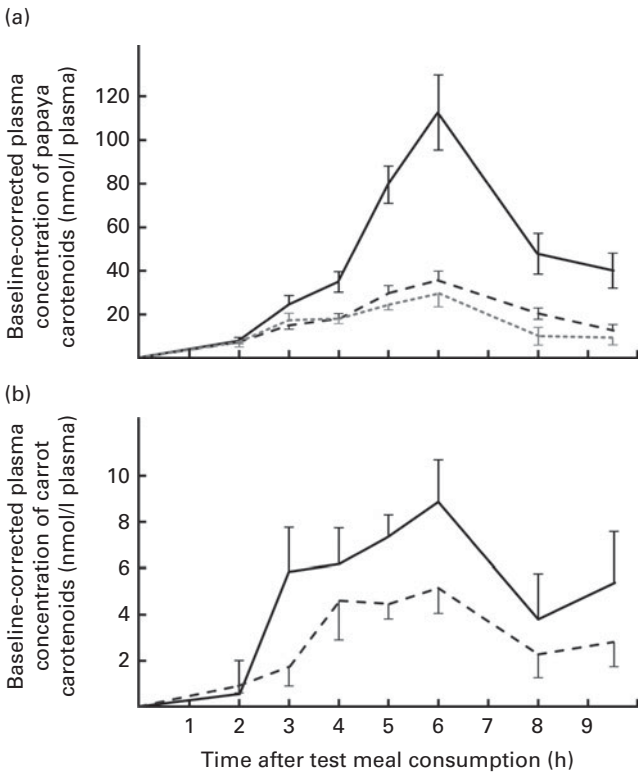 (a)
Baseline-corrected plasma
concentration of papaya
carotenoids (nmol/l plasma)
120
100
80
60
40
20
(b)
Baseline-corrected plasma
concentration of carrot
carotenoids (nmol/l plasma)
10
8
6
4
2
1 2 3 4 5 6 7 8 9
Time after test meal consumption (h)